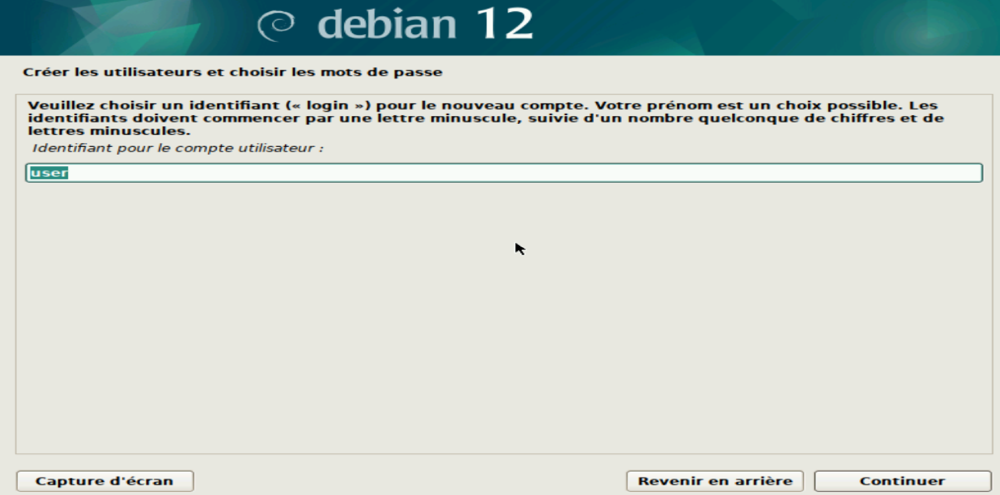 debian 12
Créer les utilisateurs et choisir les mots de passe
Veuillez choisir un identifiant (« login ») pour le nouveau compte. Votre prénom est un choix possible. Les
identifiants doivent commencer par une lettre minuscule, suivie d'un nombre quelconque de chiffres et de
lettres minuscules.
Identifiant pour le compte utilisateur :
user
Capture d'écran
Revenir en arrière
Continuer